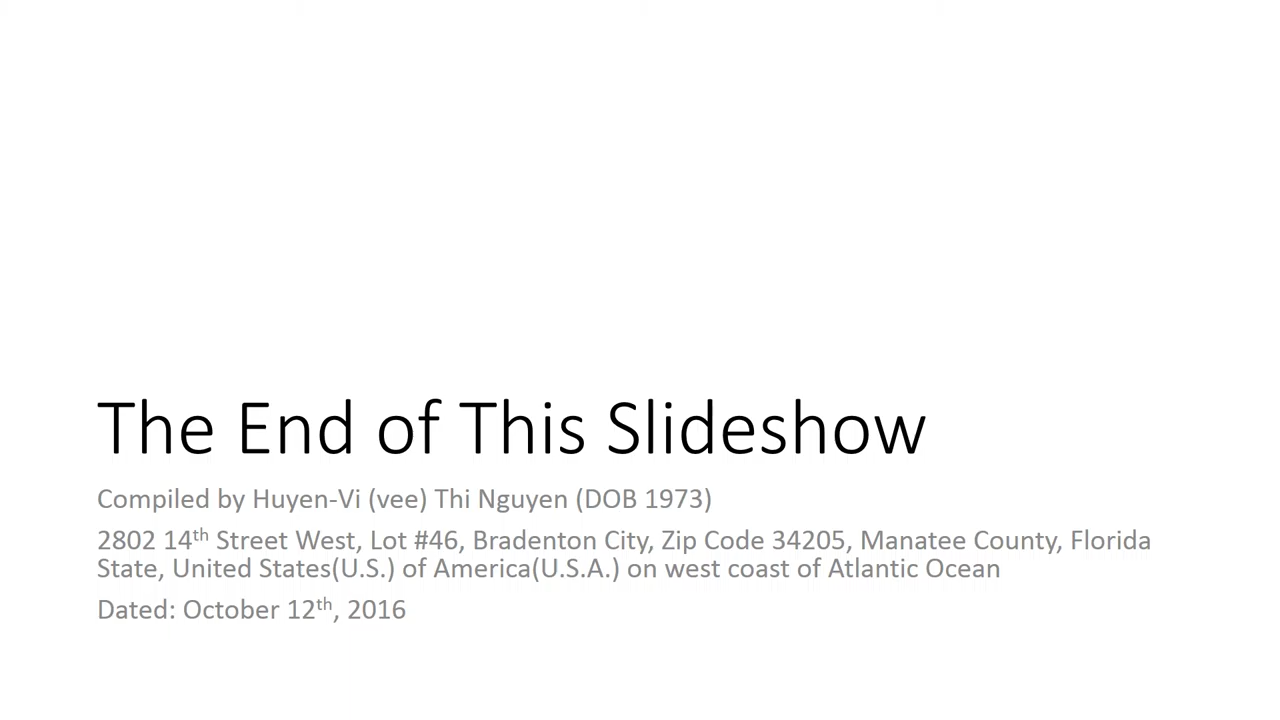 The End of This Slideshow
Compiled by Huyen-Vi (vee) Thi Nguyen (DOB 1973)
2802 14th Street West, Lot #46, Bradenton City, Zip Code 34205, Manatee County, Florida
State, United States(U.S.) of America(U.S.A.) on west coast of Atlantic Ocean
Dated: October 12th, 2016